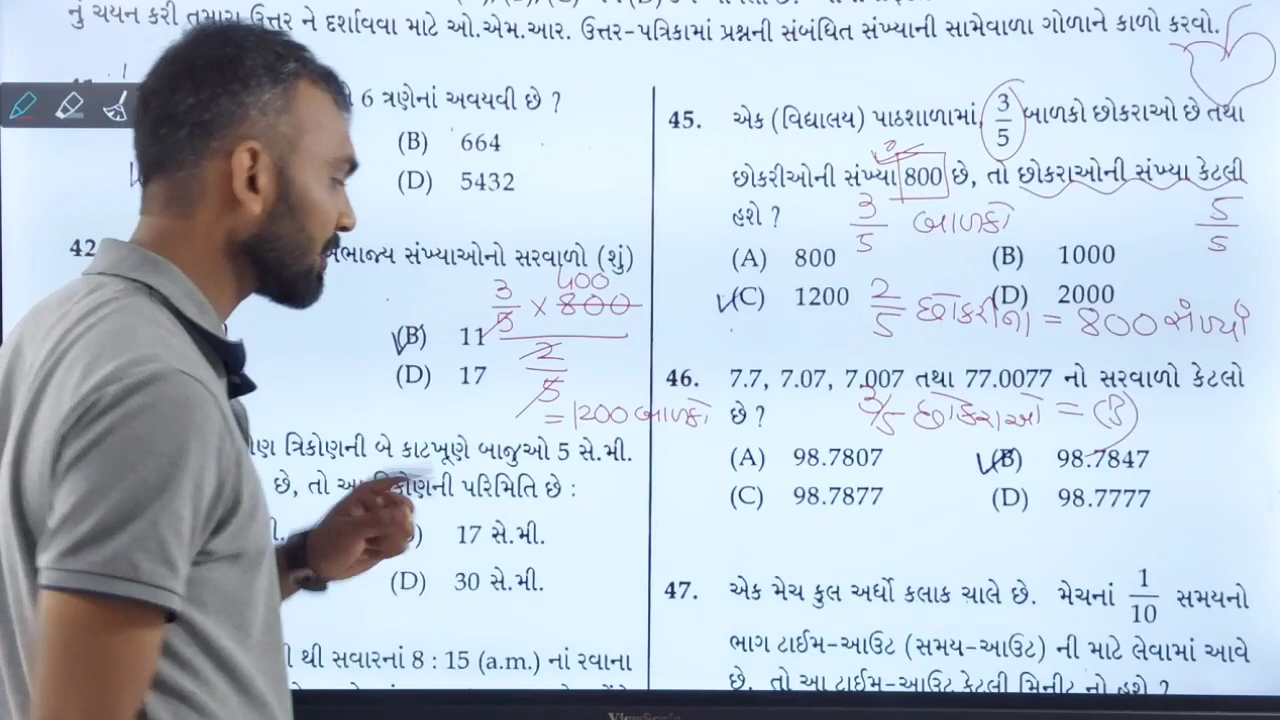 નું ચયન કરી તમારા ઉત્તર ને દર્શાવવા માટે ઓ.એમ.આર. ઉત્તર-પત્રિકામાં પ્રશ્નની સંબંધિત સંખ્યાની સામેવાળા ગોળાને કાળો કરવો.
6 ત્રણેનાં અવયવી છે ?
(B) 664
(D) 5432
42
સંખ્યાઓનો સરવાળો (શું)
3/5 × 800 400
(B) 11
2/5
(D) 17
= 1200 બાળકો
ત્રિકોણની બે કાટખૂણે બાજુઓ 5 સે.મી.
છે, તો આ ત્રિકોણની પરિમિતિ છે :
17 સે.મી.
(D) 30 સે.મી.
થી સવારનાં 8 : 15 (a.m.) નાં રવાના
45. એક (વિદ્યાલય) પાઠશાળામાં, 3/5 બાળકો છોકરાઓ છે તથા
છોકરીઓની સંખ્યા 800 છે, તો છોકરાઓની સંખ્યા કેટલી
હશે ?
3/5 બાળકો
5/5
(A) 800 (B) 1000
(C) 1200 (D) 2000
2/5 છોકરીના = 800 સંખ્યા
46. 7.7, 7.07, 7.007 તથા 77.0077 નો સરવાળો કેટલો
છે ?
3/5 છોકરાઓ = (?)
(A) 98.7807 (B) 98.7847
(C) 98.7877 (D) 98.7777
47. એક મેચ કુલ અર્ધો કલાક ચાલે છે. મેચનાં 1/10 સમયનો
ભાગ ટાઈમ-આઉટ (સમય-આઉટ) ની માટે લેવામાં આવે
છે. તો આ ટાઈમ-આઉટ કેટલી મિનીટ નો હશે ?
ViewSonic